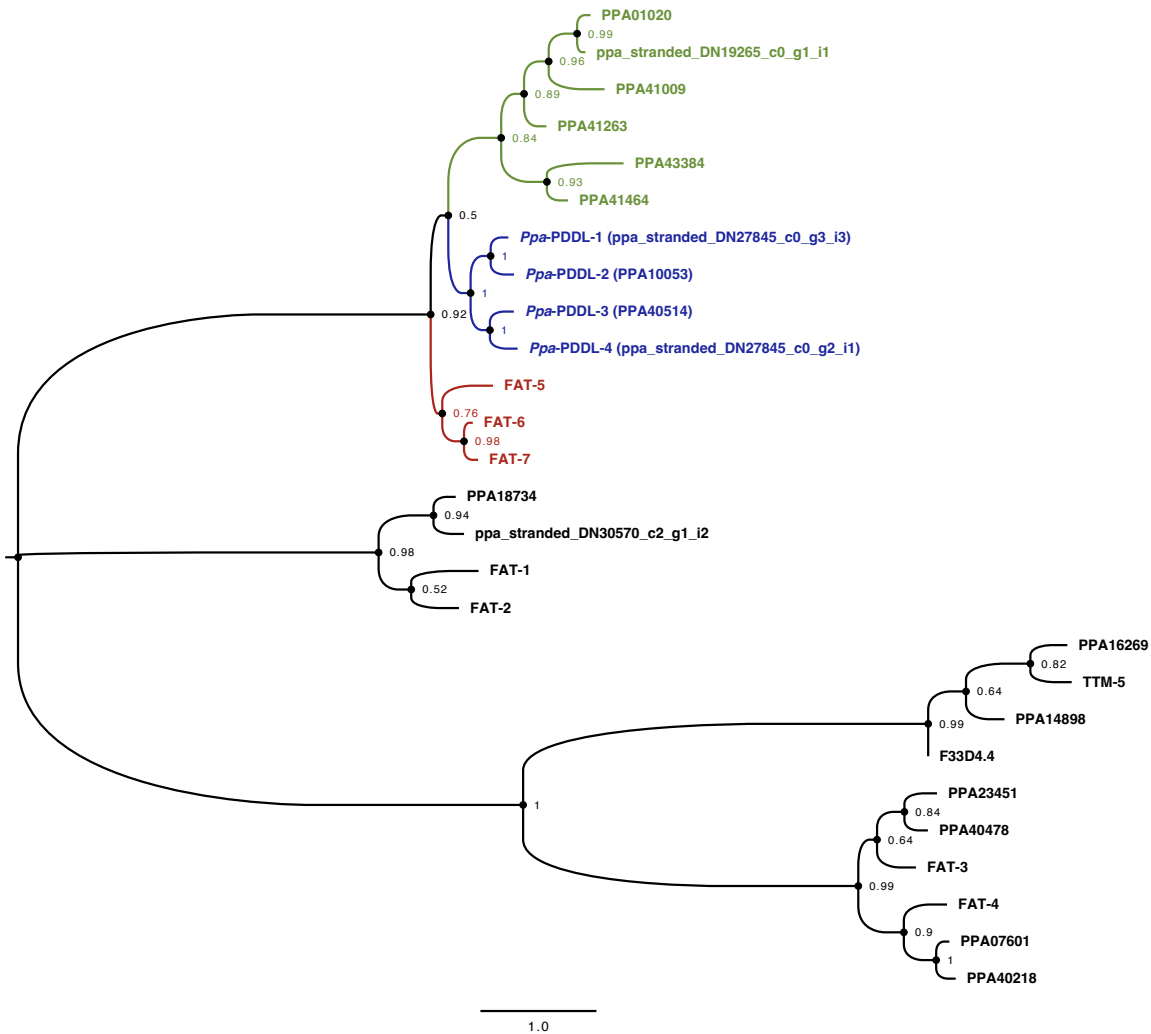 PPA01020
0.99
ppa_stranded_DN19265_c0_g1_i1
0.96
PPA41009
0.89
PPA41263
0.84
PPA43384
0.93
PPA41464
0.5
Ppa-PDDL-1 (ppa_stranded_DN27845_c0_g3_i3)
1
Ppa-PDDL-2 (PPA10053)
1
Ppa-PDDL-3 (PPA40514)
0.92
1
Ppa-PDDL-4 (ppa_stranded_DN27845_c0_g2_i1)
FAT-5
0.76
FAT-6
0.98
FAT-7
PPA18734
0.94
ppa_stranded_DN30570_c2_g1_i2
0.98
FAT-1
0.52
FAT-2
PPA16269
0.82
TTM-5
0.64
PPA14898
0.99
F33D4.4
PPA23451
1
0.84
PPA40478
0.64
FAT-3
0.99
FAT-4
0.9
PPA07601
1
PPA40218
1.0